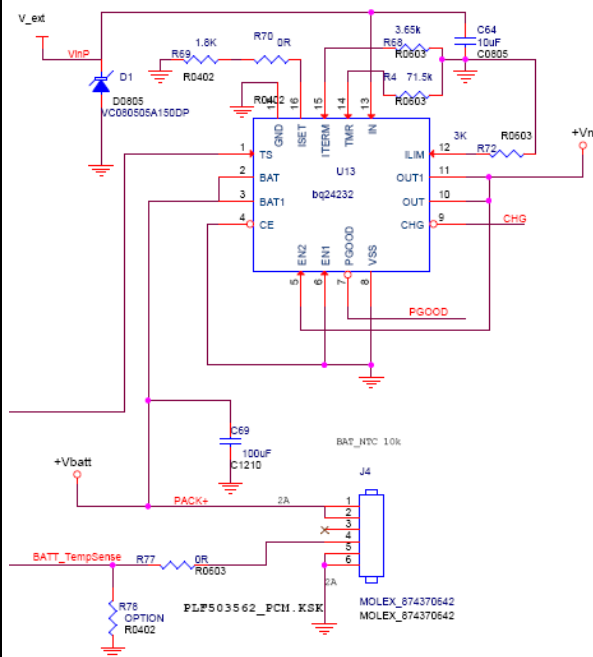 V_ext
VInP
D1
D0805
VC080505A150DP
1.8K
R69
R0402
R70
0R
R0402
3.65k
R68
R0603
R4
71.5k
R0603
C64
10uF
C0805
3K
R72
R0603
+Vm
17
16
15
14
13
GND
ISET
ITERM
TMR
IN
1
TS
2
BAT
3
BAT1
4
CE
U13
bq24232
ILIM
12
OUT1
11
OUT
10
CHG
9
CHG
EN2
EN1
PGOOD
VSS
5
6
7
8
PGOOD
C69
100uF
C1210
BAT_NTC 10k
J4
+Vbatt
PACK+
2A
1
2
3
4
5
6
BATT_TempSense
R77
0R
R0603
2A
R78
OPTION
R0402
PLF503562_PCM.KSK
MOLEX_874370642
MOLEX_874370642